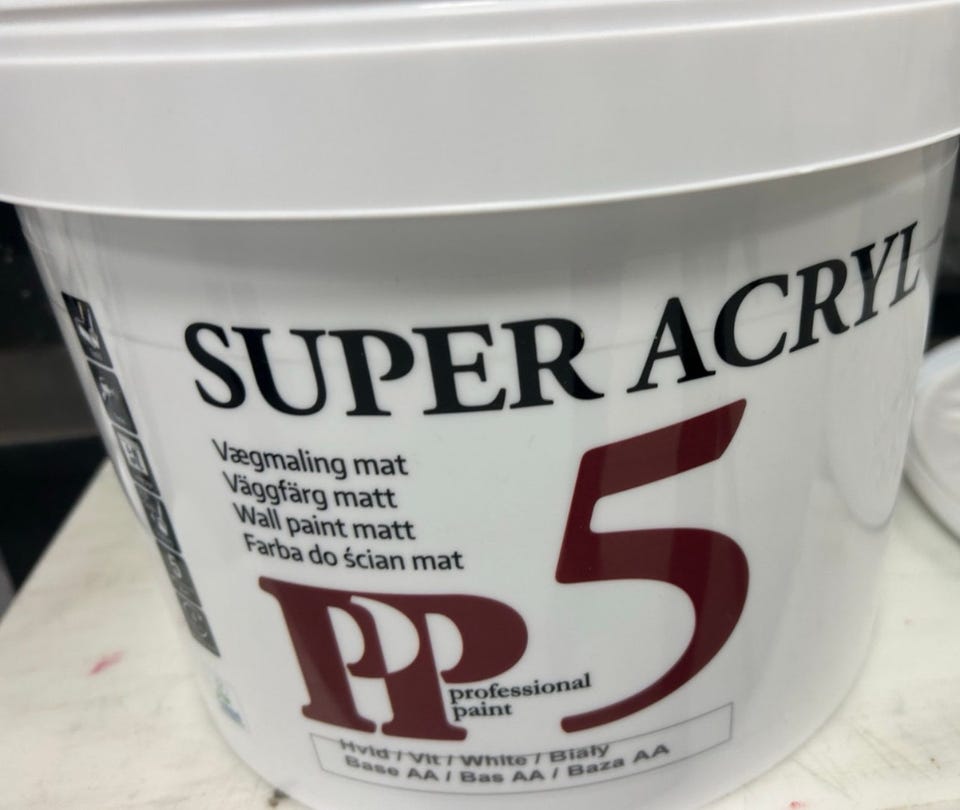 SUPER ACRYL
5
Vægmaling mat
Väggfärg matt
Wall paint matt
Farba do ścian mat
PP
professional
paint
Hvid / Vit / White / Biały
Base AA / Bas AA / Baza AA